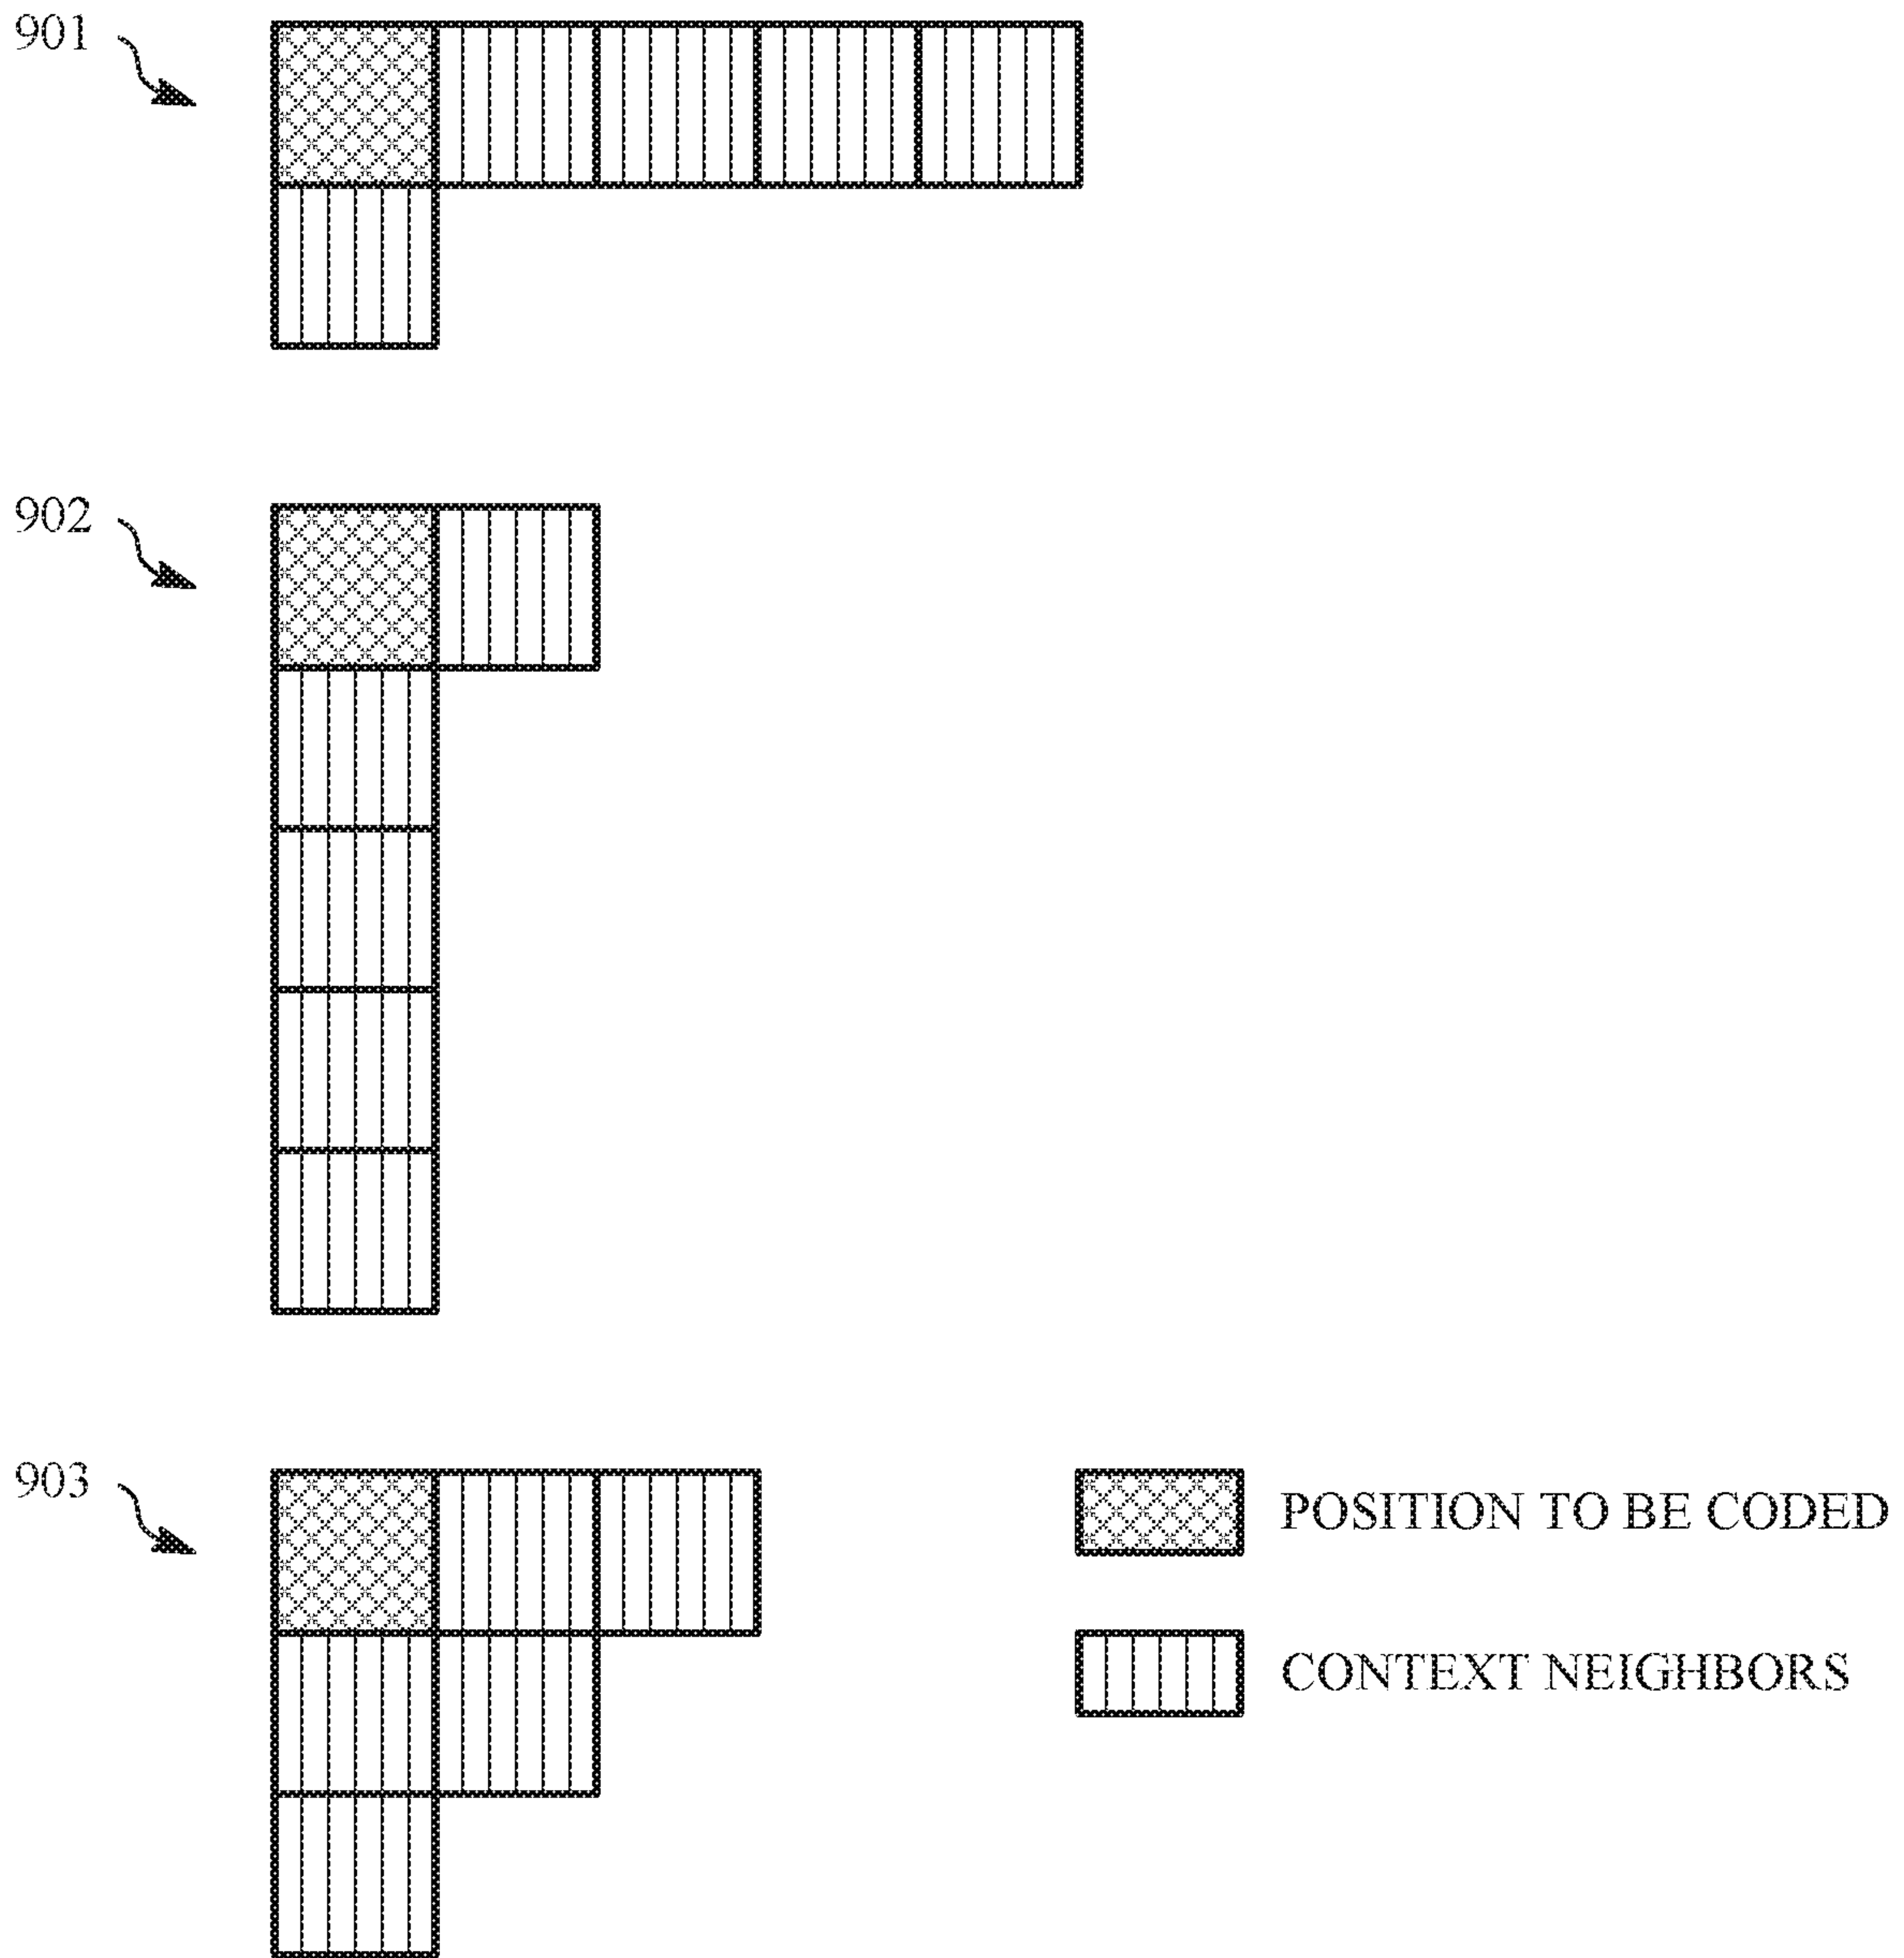 901
902
903
POSITION TO BE CODED
CONTEXT NEIGHBORS